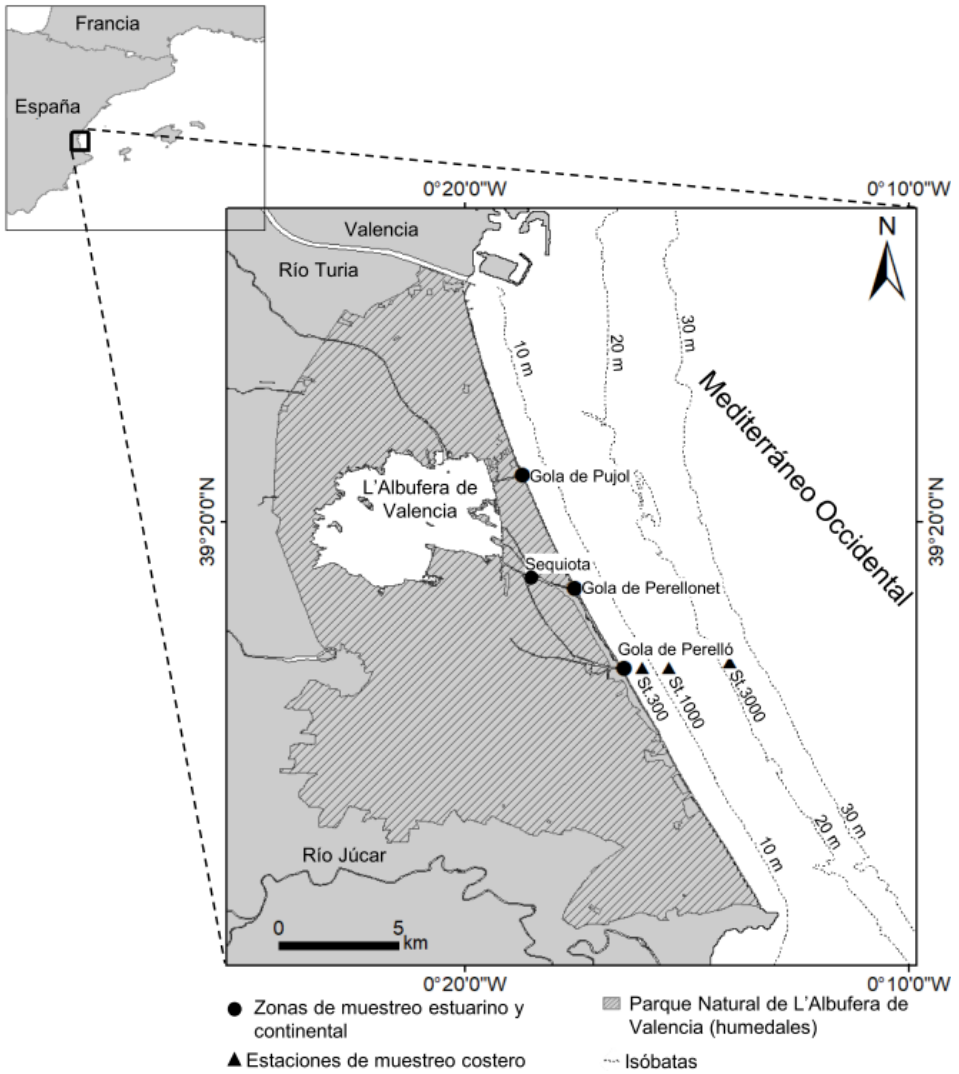 Francia
España
0°20'0"W
0°10'0"W
N
Valencia
Río Turia
10 m
20 m
30 m
Mediterráneo Occidental
Gola de Pujol
L'Albufera de
Valencia
39°20'0"N
39°20'0"N
Sequiota
Gola de Perellonet
Gola de Perelló
St.300
St.1000
St.3000
Río Júcar
10 m
20 m
30 m
0
5
km
0°20'0"W
0°10'0"W
Zonas de muestreo estuarino y
continental
Estaciones de muestreo costero
Parque Natural de L'Albufera de
Valencia (humedales)
Isóbatas